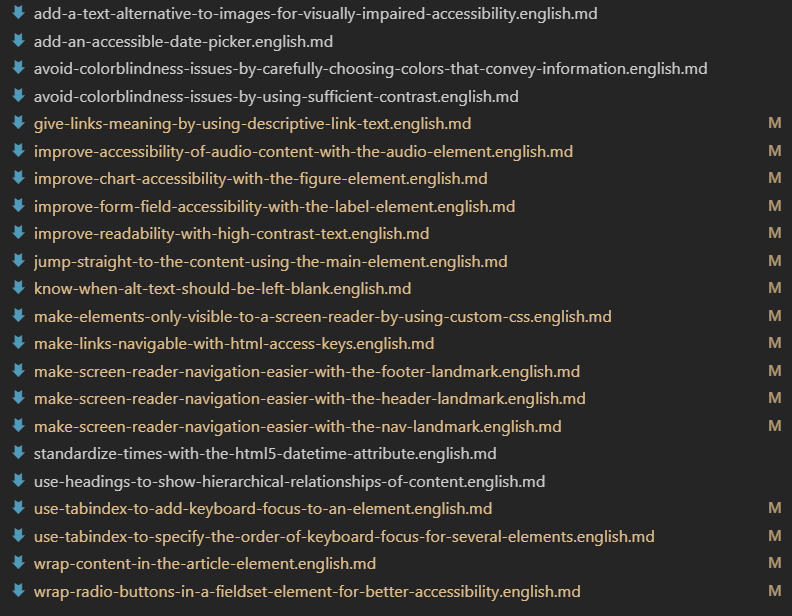 add-a-text-alternative-to-images-for-visually-impaired-accessibility.english.md
add-an-accessible-date-picker.english.md
avoid-colorblindness-issues-by-carefully-choosing-colors-that-convey-information.english.md
avoid-colorblindness-issues-by-using-sufficient-contrast.english.md
give-links-meaning-by-using-descriptive-link-text.english.md M
improve-accessibility-of-audio-content-with-the-audio-element.english.md M
improve-chart-accessibility-with-the-figure-element.english.md M
improve-form-field-accessibility-with-the-label-element.english.md M
improve-readability-with-high-contrast-text.english.md M
jump-straight-to-the-content-using-the-main-element.english.md M
know-when-alt-text-should-be-left-blank.english.md M
make-elements-only-visible-to-a-screen-reader-by-using-custom-css.english.md M
make-links-navigable-with-html-access-keys.english.md M
make-screen-reader-navigation-easier-with-the-footer-landmark.english.md M
make-screen-reader-navigation-easier-with-the-header-landmark.english.md M
make-screen-reader-navigation-easier-with-the-nav-landmark.english.md M
standardize-times-with-the-html5-datetime-attribute.english.md
use-headings-to-show-hierarchical-relationships-of-content.english.md
use-tabindex-to-add-keyboard-focus-to-an-element.english.md M
use-tabindex-to-specify-the-order-of-keyboard-focus-for-several-elements.english.md M
wrap-content-in-the-article-element.english.md M
wrap-radio-buttons-in-a-fieldset-element-for-better-accessibility.english.md M